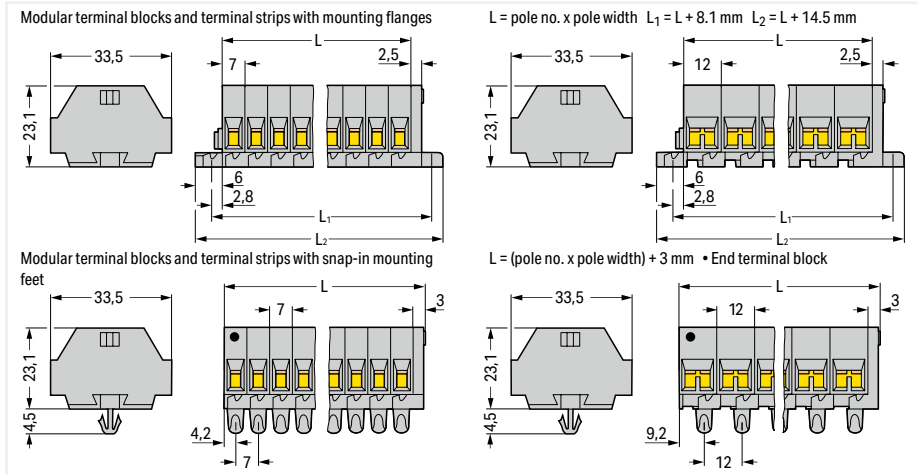 Modular terminal blocks and terminal strips with mounting flanges
L = pole no. x pole width L₁ = L + 8.1 mm L₂ = L + 14.5 mm
33,5
23,1
L
7
2,5
6
2,8
L₁
L₂
33,5
23,1
L
12
2,5
6
2,8
L₁
L₂
Modular terminal blocks and terminal strips with snap-in mounting
feet
L = (pole no. x pole width) + 3 mm • End terminal block
33,5
23,1
4,5
L
7
3
4,2
7
33,5
23,1
4,5
L
12
3
9,2
12